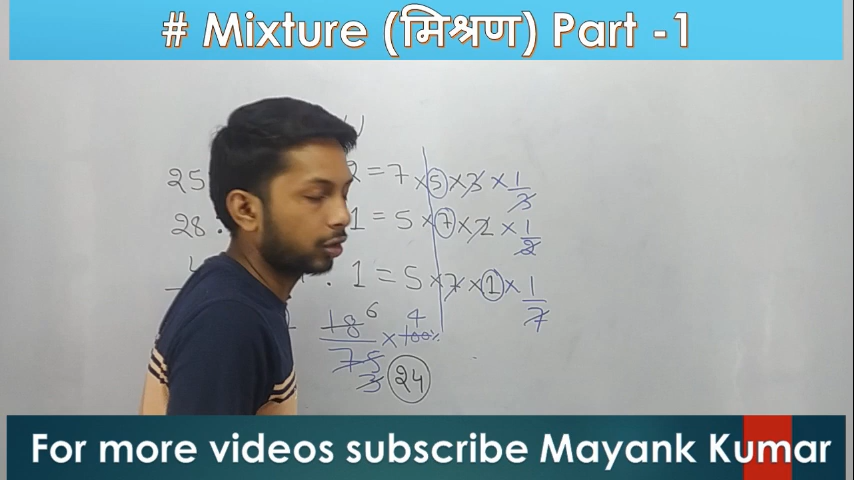 # Mixture (मिश्रण) Part -1
25 2 = 7 × 5 × 3 × 1/3
28 . 1 = 5 × 7 × 2 × 1/2
. 1 = 5 × 7 × 1 × 1/7
18 6 × 4 100%
75
3 24
For more videos subscribe Mayank Kumar